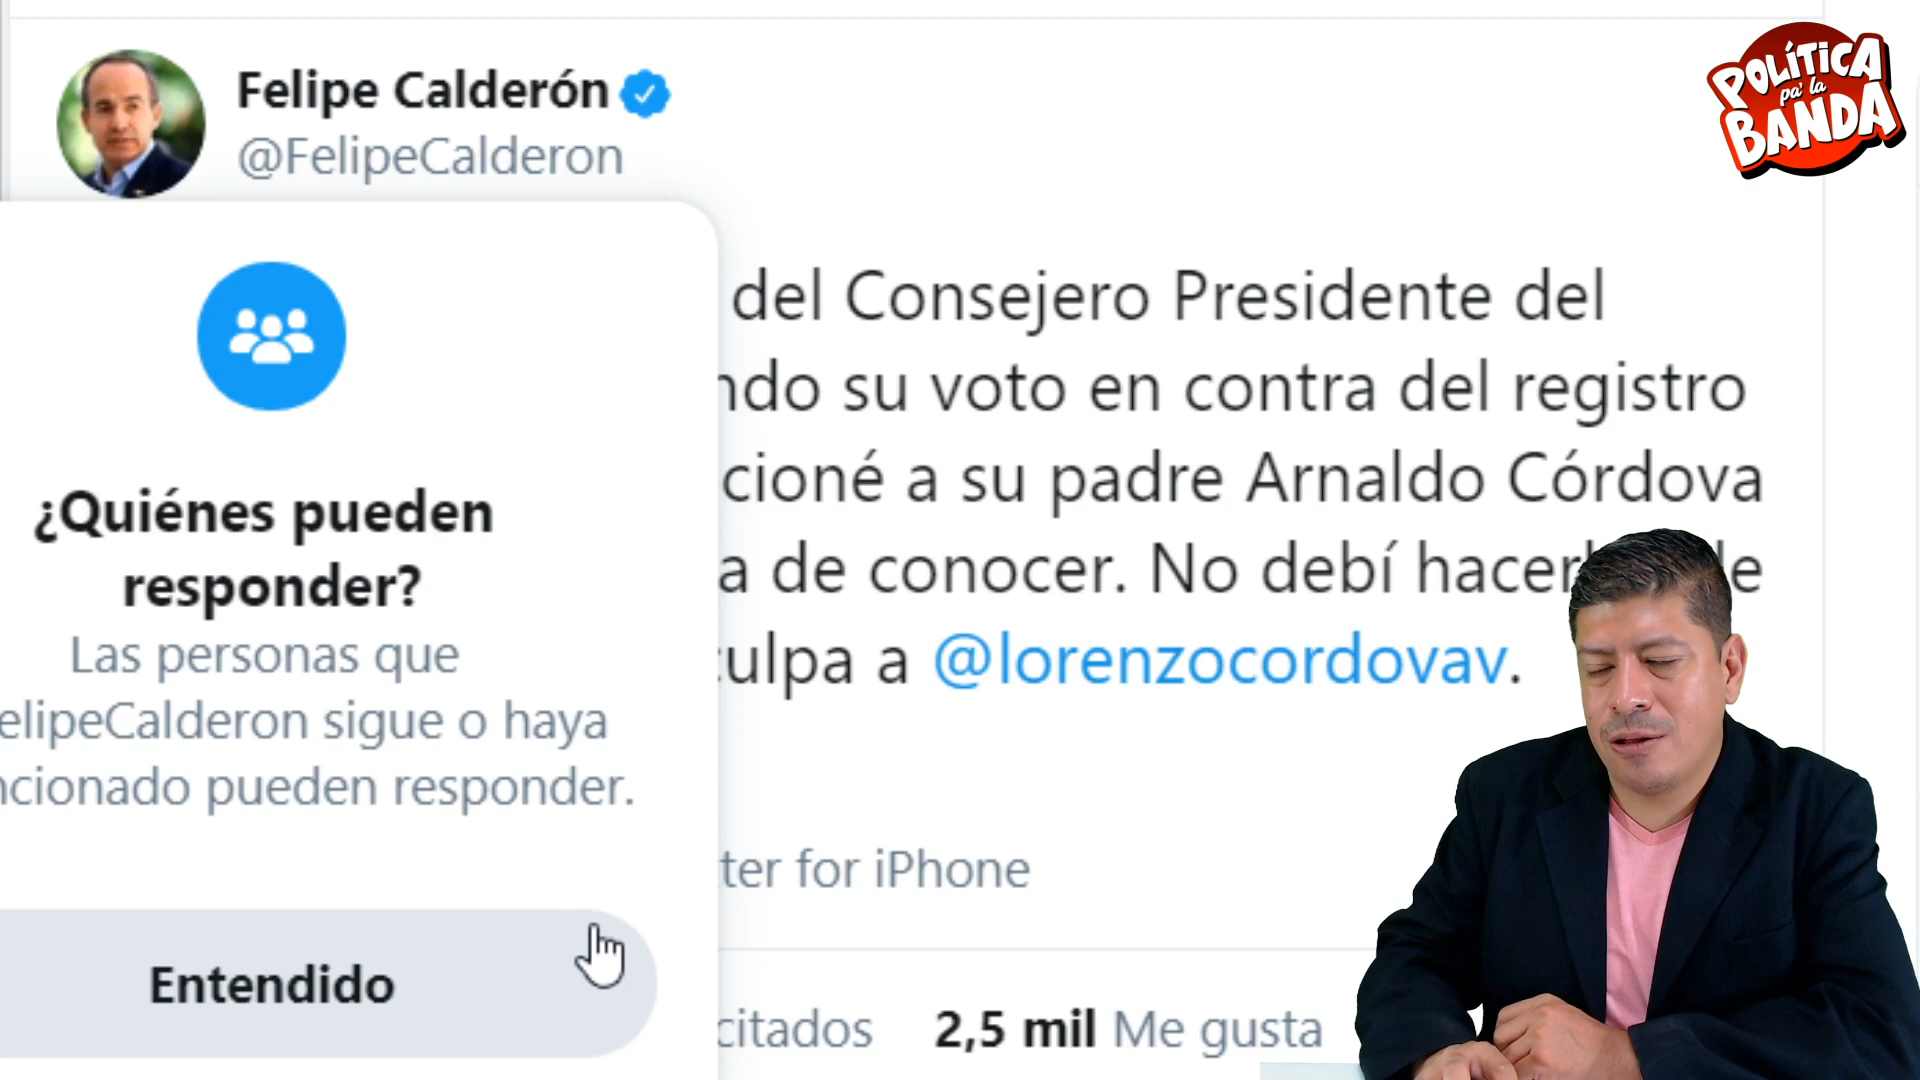 Felipe Calderón
@FelipeCalderon
POLÍTICA
pa' la
BANDA
del Consejero Presidente del
ndo su voto en contra del registro
cioné a su padre Arnaldo Córdova
a de conocer. No debí hacer
culpa a @lorenzocordovav.
¿Quiénes pueden
responder?
Las personas que
elipeCalderon sigue o haya
ncionado pueden responder.
ter for iPhone
Entendido
citados 2,5 mil Me gusta